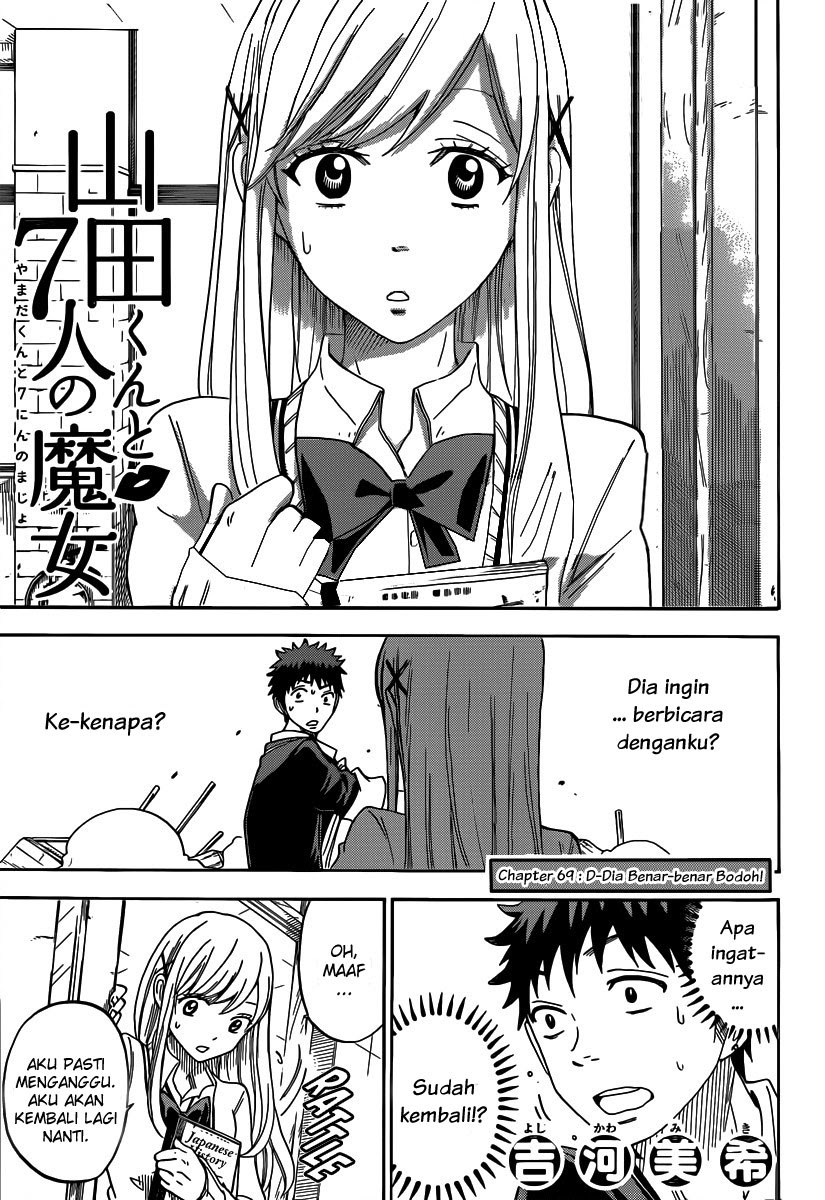 山田くんと
7人の魔女
やまだくんと7にんのまじょ
Dia ingin
... berbicara
denganku?
Ke-kenapa?
Chapter 69 : D-Dia Benar-benar Bodoh!
Apa
ingat-
annya
...
Sudah
kembali!?
よし かわ み き
吉河美希
OH,
MAAF
...
RATTLE
AKU PASTI
MENGANGGU.
AKU AKAN
KEMBALI LAGI
NANTI.
Japanese
History